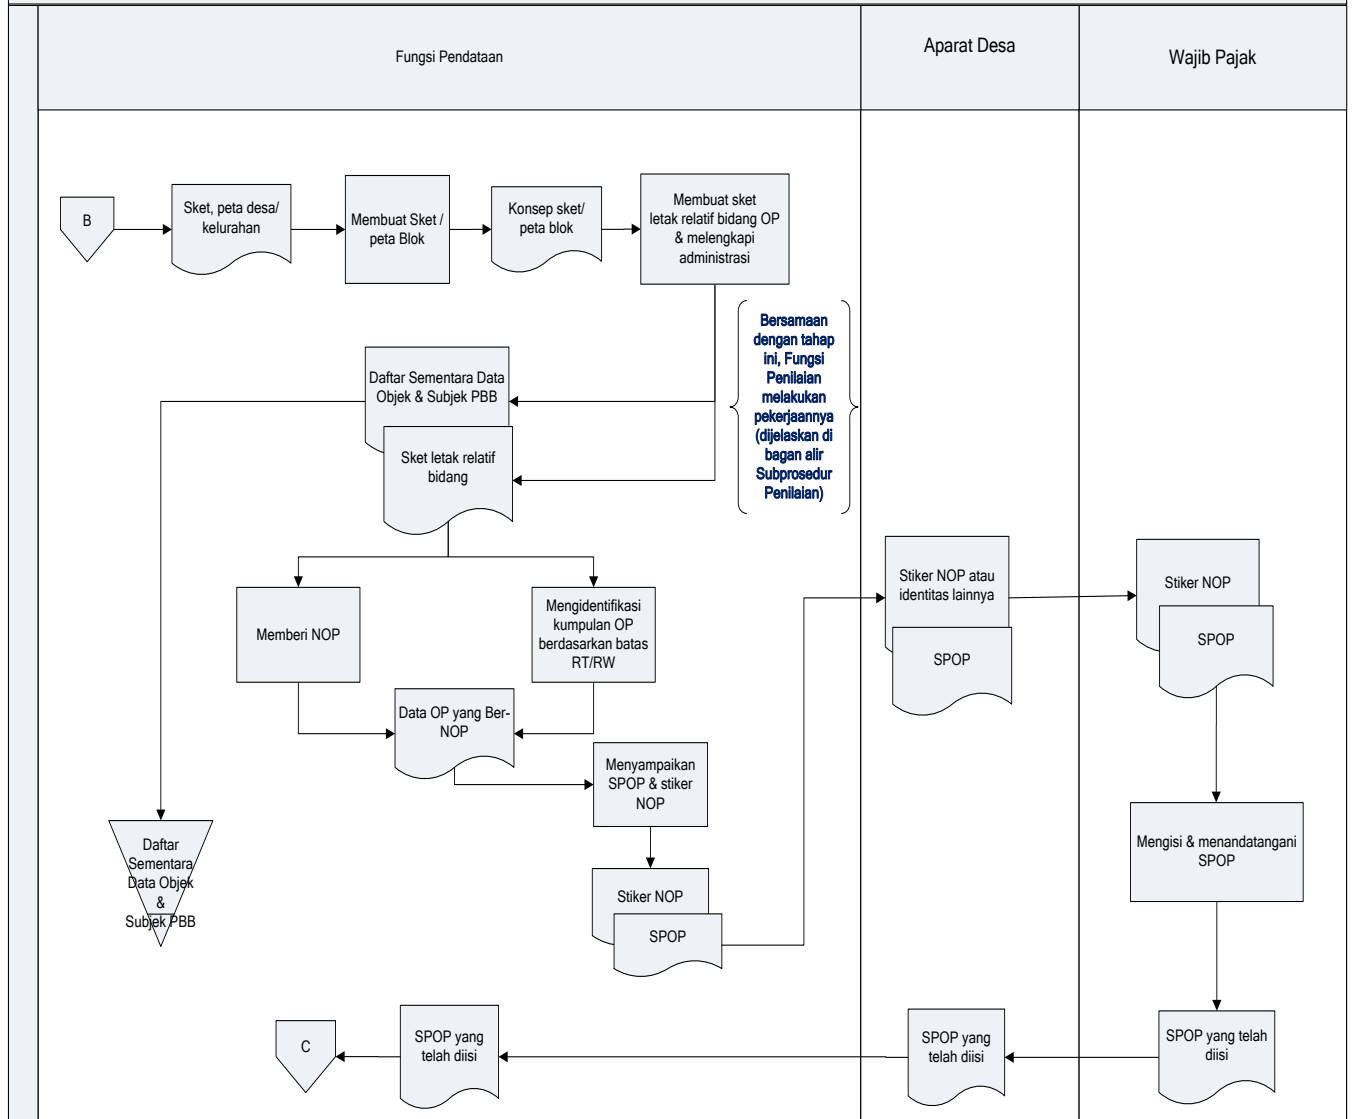 Fungsi Pendataan
Aparat Desa
Wajib Pajak
B
Sket, peta desa/
kelurahan
Membuat Sket /
peta Blok
Konsep sket/
peta blok
Membuat sket
letak relatif bidang OP
& melengkapi
administrasi
Bersamaan
dengan tahap
ini, Fungsi
Penilaian
melakukan
pekerjaannya
(dijelaskan di
bagan alir
Subprosedur
Penilaian)
Daftar Sementara Data
Objek & Subjek PBB
Sket letak relatif
bidang
Memberi NOP
Mengidentifikasi
kumpulan OP
berdasarkan batas
RT/RW
Stiker NOP atau
identitas lainnya
SPOP
Stiker NOP
SPOP
Data OP yang Ber-
NOP
Menyampaikan
SPOP & stiker
NOP
Daftar
Sementara
Data Objek
&
Subjek PBB
Stiker NOP
SPOP
Mengisi & menandatangani
SPOP
C
SPOP yang
telah diisi
SPOP yang
telah diisi
SPOP yang telah
diisi